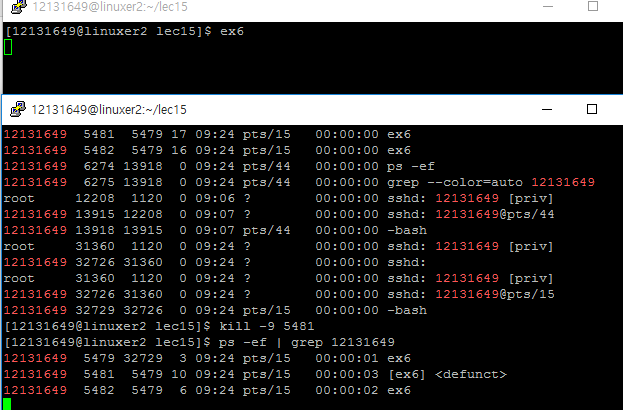 12131649@linuxer2:~/lec15
[12131649@linuxer2 lec15]$ ex6
12131649@linuxer2:~/lec15
12131649  5481  5479 17 09:24 pts/15   00:00:00 ex6
12131649  5482  5479 16 09:24 pts/15   00:00:00 ex6
12131649  6274 13918  0 09:24 pts/44   00:00:00 ps -ef
12131649  6275 13918  0 09:24 pts/44   00:00:00 grep --color=auto 12131649
root     12208  1120  0 09:06 ?        00:00:00 sshd: 12131649 [priv]
12131649 13915 12208  0 09:07 ?        00:00:00 sshd: 12131649@pts/44
12131649 13918 13915  0 09:07 pts/44   00:00:00 -bash
root     31360  1120  0 09:24 ?        00:00:00 sshd: 12131649 [priv]
12131649 32726 31360  0 09:24 ?        00:00:00 sshd:
root     31360  1120  0 09:24 ?        00:00:00 sshd: 12131649 [priv]
12131649 32726 31360  0 09:24 ?        00:00:00 sshd: 12131649@pts/15
12131649 32729 32726  0 09:24 pts/15   00:00:00 -bash
[12131649@linuxer2 lec15]$ kill -9 5481
[12131649@linuxer2 lec15]$ ps -ef | grep 12131649
12131649  5479 32729  3 09:24 pts/15   00:00:01 ex6
12131649  5481  5479 10 09:24 pts/15   00:00:03 [ex6] <defunct>
12131649  5482  5479  6 09:24 pts/15   00:00:02 ex6